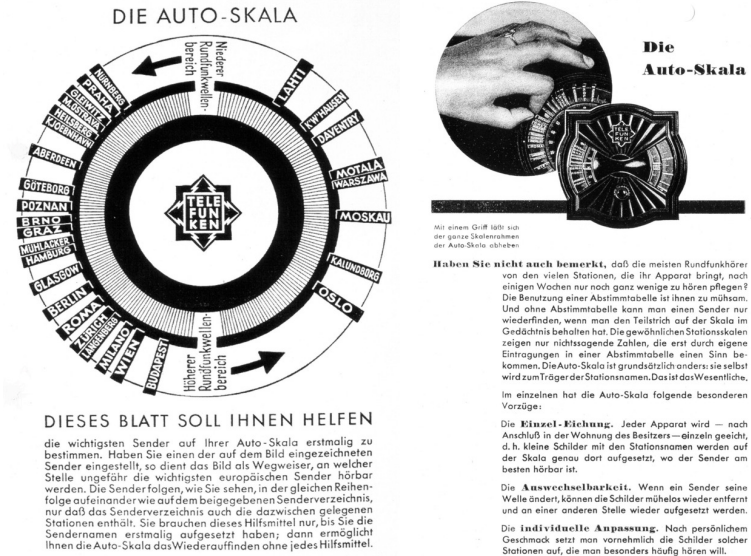 DIE AUTO-SKALA
Niederer
Rundfunkwellen-
bereich
LAHTI
K'W'HAUSEN
DAVENTRY
MOTALA
WARSZAWA
MOSKAU
KALUNDBORG
OSLO
NÜRNBERG
PRAHA
GLEIWITZ
M.OSTRAVA
HEILSBERG
KJOEBNHAVN
ABERDEEN
GÖTEBORG
POZNAN
BRNO
GRAZ
MÜHLACKER
HAMBURG
GLASGOW
BERLIN
ROMA
ZÜRICH
LANGENBERG
MILANO
WIEN
BUDAPEST
TELE
FUN
KEN
Höherer
Rundfunkwellen-
bereich
DIESES BLATT SOLL IHNEN HELFEN
die wichtigsten Sender auf Ihrer Auto-Skala erstmalig zu
bestimmen. Haben Sie einen der auf dem Bild eingezeichneten
Sender eingestellt, so dient das Bild als Wegweiser, an welcher
Stelle ungefähr die wichtigsten europäischen Sender hörbar
werden. Die Sender folgen, wie Sie sehen, in der gleichen Reihen-
folge aufeinander wie auf dem beigegebenen Senderverzeichnis,
nur daß das Senderverzeichnis auch die dazwischen gelegenen
Stationen enthält. Sie brauchen dieses Hilfsmittel nur, bis Sie die
Sendernamen erstmalig aufgesetzt haben; dann ermöglicht
Ihnen die Auto-Skala das Wiederauffinden ohne jedes Hilfsmittel.
Die
Auto-Skala
TELE
FUN
KEN
Mit einem Griff läßt sich
der ganze Skalenrahmen
der Auto-Skala abheben
Haben Sie nicht auch bemerkt, daß die meisten Rundfunkhörer
von den vielen Stationen, die ihr Apparat bringt, nach
einigen Wochen nur noch ganz wenige zu hören pflegen?
Die Benutzung einer Abstimmtabelle ist ihnen zu mühsam.
Und ohne Abstimmtabelle kann man einen Sender nur
wiederfinden, wenn man den Teilstrich auf der Skala im
Gedächtnis behalten hat. Die gewöhnlichen Stationsskalen
zeigen nur nichtssagende Zahlen, die erst durch eigene
Eintragungen in einer Abstimmtabelle einen Sinn be-
kommen. Die Auto-Skala ist grundsätzlich anders: sie selbst
wird zum Träger der Stationsnamen. Das ist das Wesentliche.
Im einzelnen hat die Auto-Skala folgende besonderen
Vorzüge:
Die Einzel-Eichung. Jeder Apparat wird — nach
Anschluß in der Wohnung des Besitzers — einzeln geeicht,
d. h. kleine Schilder mit den Stationsnamen werden auf
der Skala genau dort aufgesetzt, wo der Sender am
besten hörbar ist.
Die Auswechselbarkeit. Wenn ein Sender seine
Welle ändert, können die Schilder mühelos wieder entfernt
und an einer anderen Stelle wieder aufgesetzt werden.
Die individuelle Anpassung. Nach persönlichem
Geschmack setzt man vornehmlich die Schilder solcher
Stationen auf, die man besonders häufig hören will.